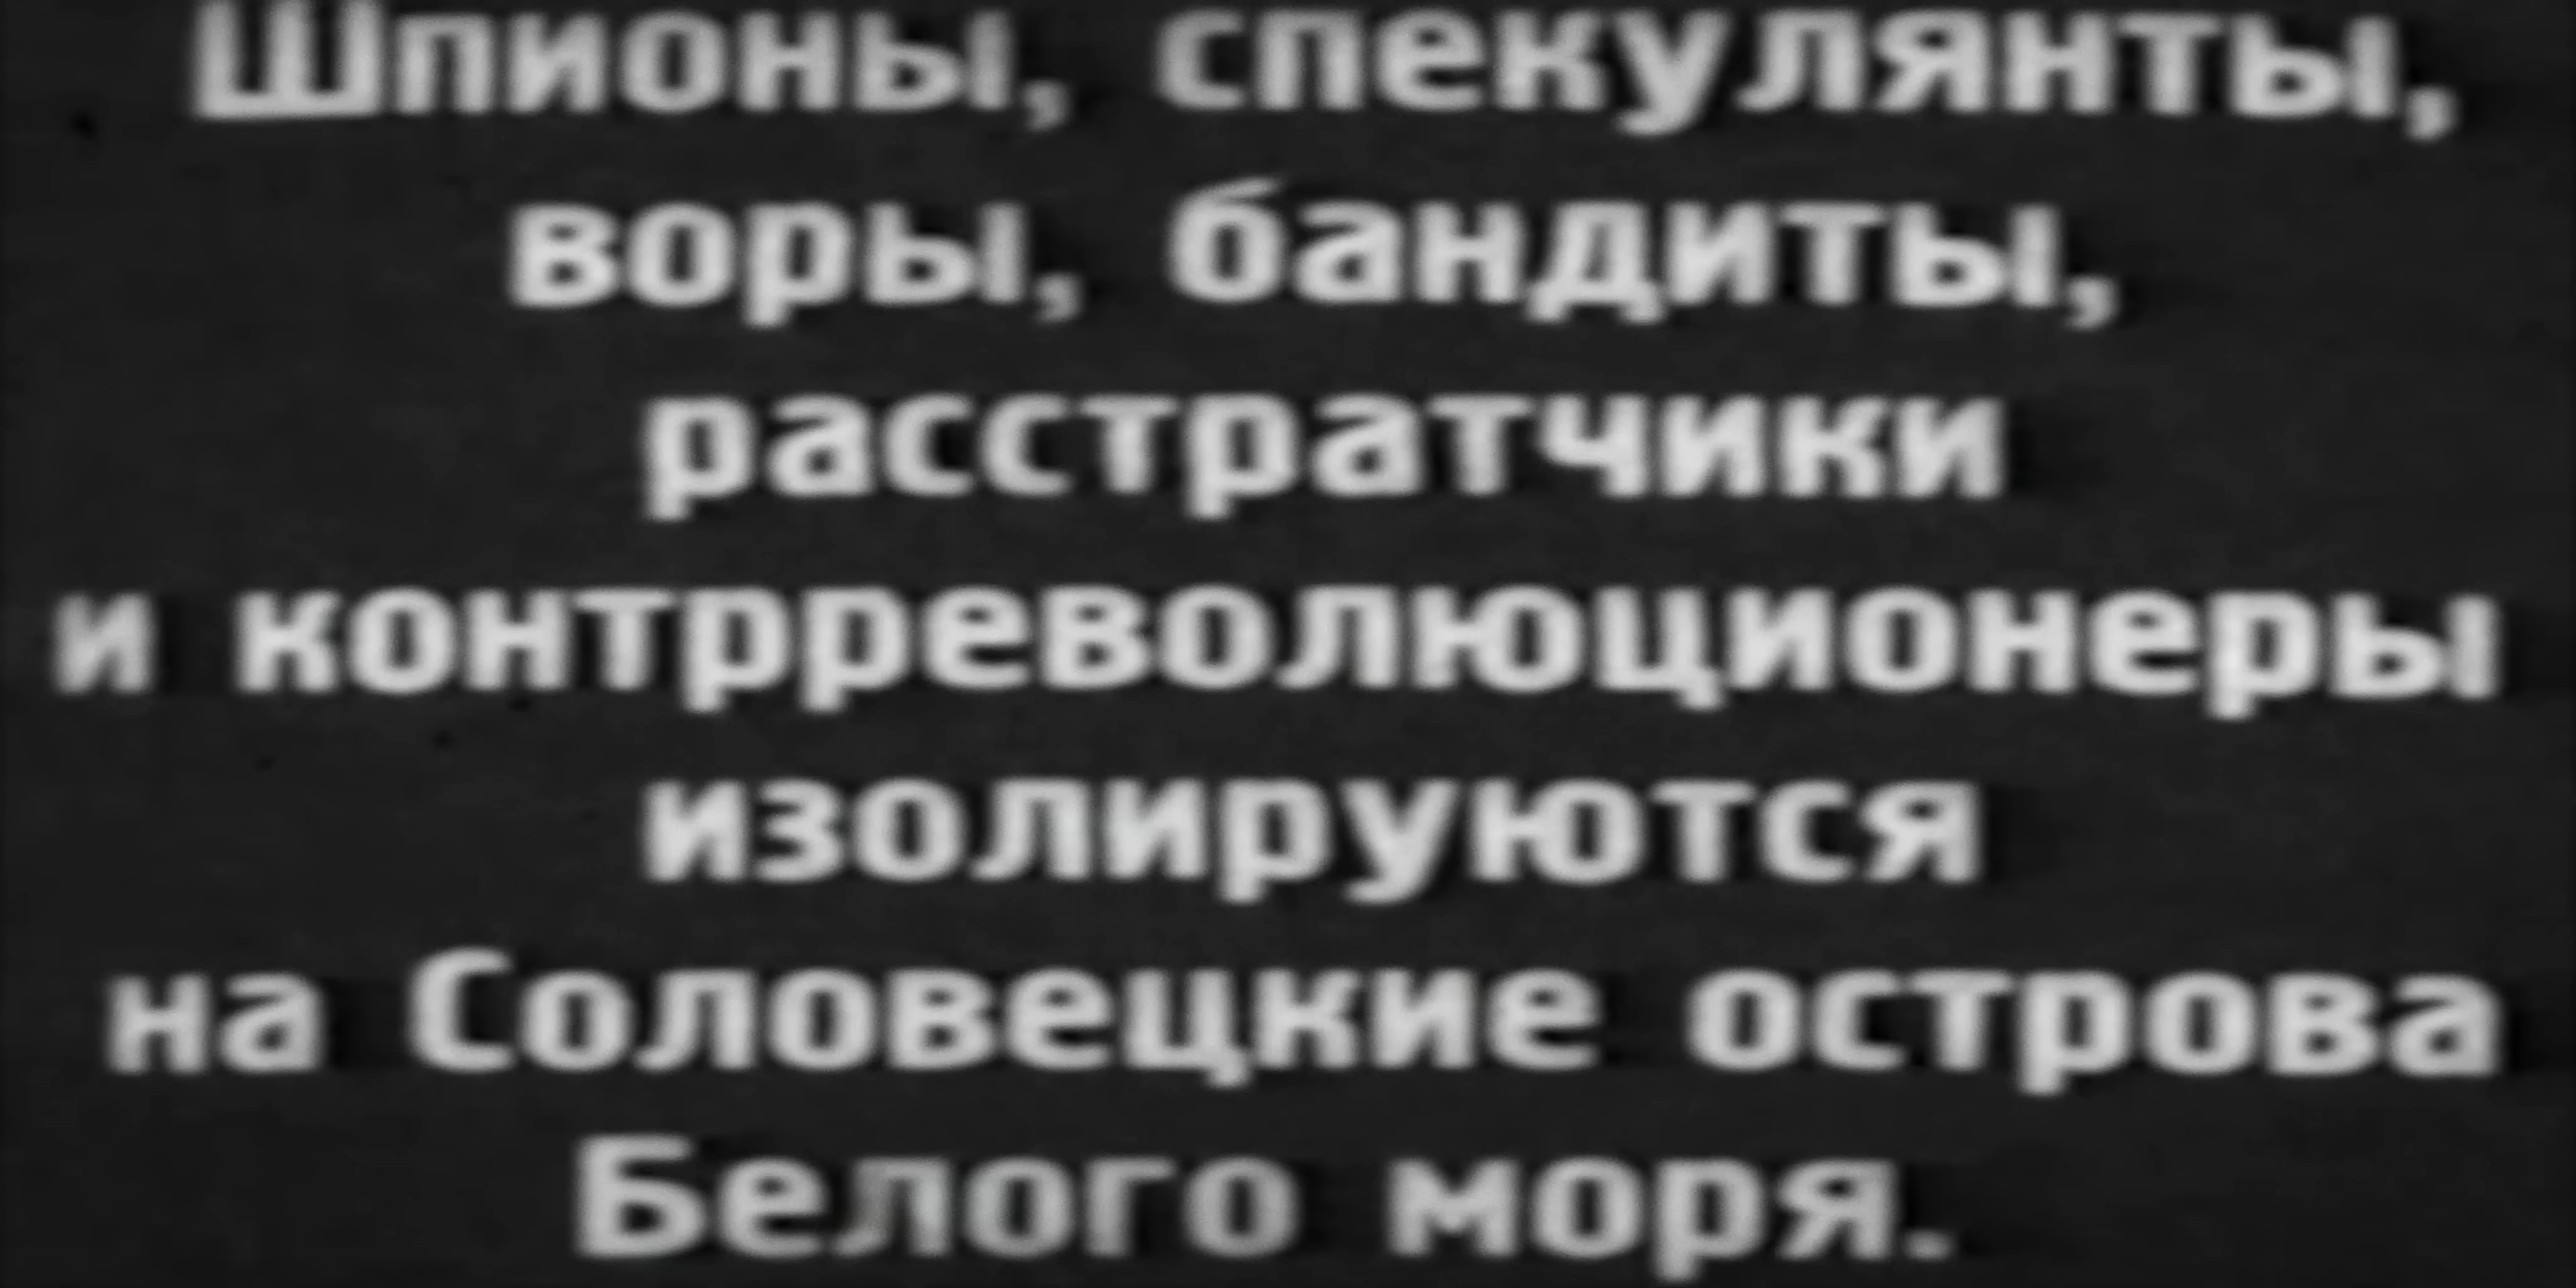 Шпионы, спекулянты,
воры, бандиты,
расстратчики
и контрреволюционеры
изолируются
на Соловецкие острова
Белого моря.